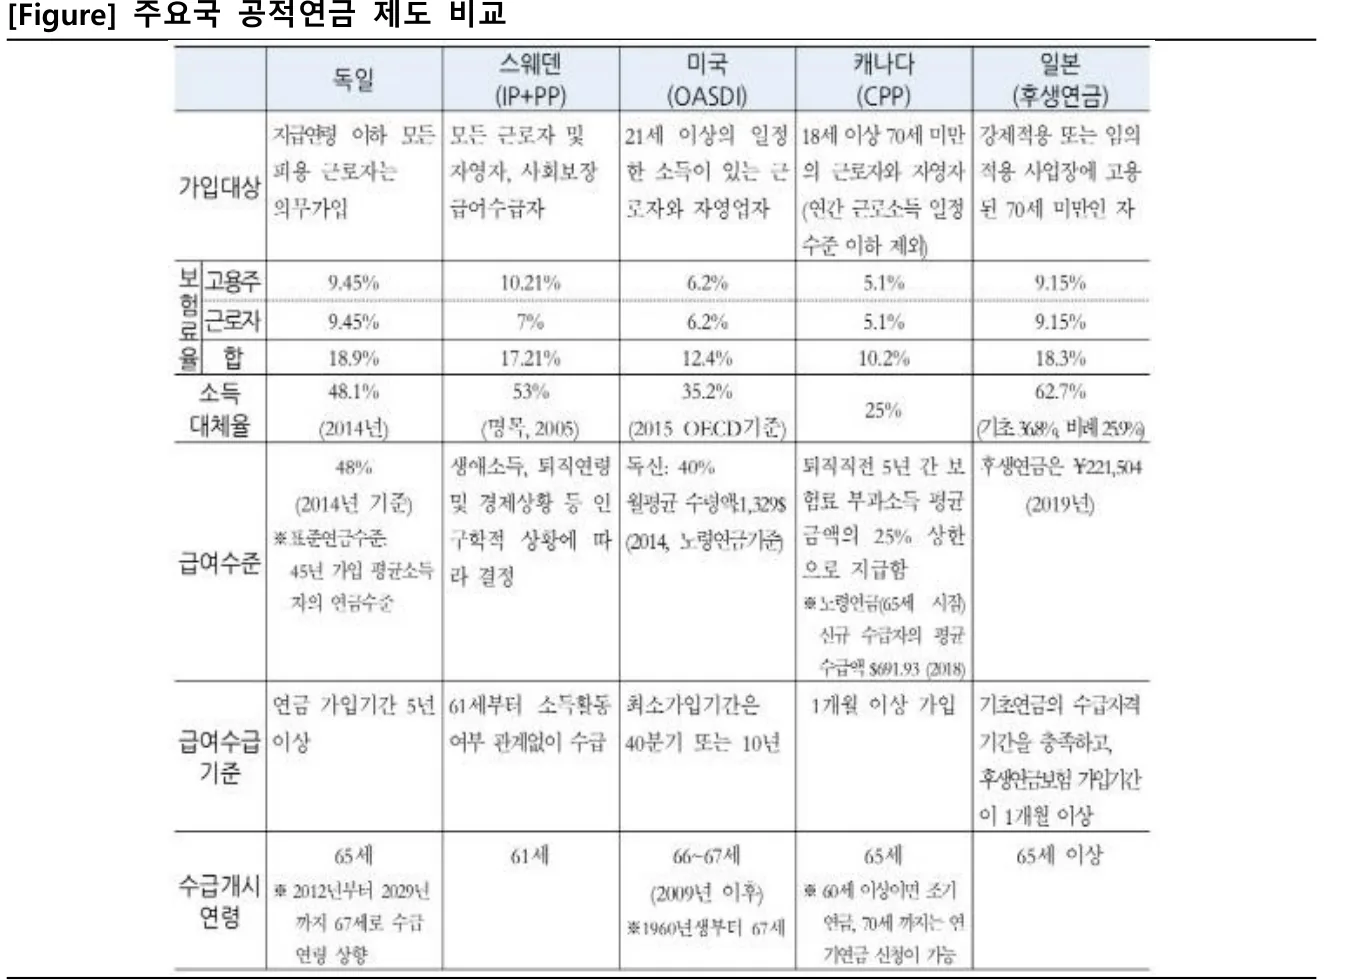 [Figure] 주요국 공적연금 제도 비교
독일
스웨덴
(IP+PP)
미국
(OASDI)
캐나다
(CPP)
일본
(후생연금)
가입대상
지급연령 이하 모든
피용 근로자는
의무가입
모든 근로자 및
자영자, 사회보장
급여수급자
21세 이상의 일정
한 소득이 있는 근
로자와 자영업자
18세 이상 70세 미만
의 근로자와 자영자
(연간 근로소득 일정
수준 이하 제외)
강제적용 또는 임의
적용 사업장에 고용
된 70세 미만인 자
보험료율
고용주 9.45% 10.21% 6.2% 5.1% 9.15%
근로자 9.45% 7% 6.2% 5.1% 9.15%
합 18.9% 17.21% 12.4% 10.2% 18.3%
소득
대체율
48.1%
(2014년)
53%
(명목, 2005)
35.2%
(2015 OECD기준)
25%
62.7%
(기초 36.8%, 비례 25.9%)
급여수준
48%
(2014년 기준)
※표준연금수준:
45년 가입 평균소득
자의 연금수준
생애소득, 퇴직연령
및 경제상황 등 인
구학적 상황에 따
라 결정
독신: 40%
월평균 수령액:1,329$
(2014, 노령연금기준)
퇴직직전 5년 간 보
험료 부과소득 평균
금액의 25% 상한
으로 지급함
※노령연금(65세 시점)
신규 수급자의 평균
수급액 $691.93 (2018)
후생연금은 ¥221,504
(2019년)
급여수급
기준
연금 가입기간 5년
이상
61세부터 소득활동
여부 관계없이 수급
최소가입기간은
40분기 또는 10년
1개월 이상 가입
기초연금의 수급자격
기간을 충족하고,
후생연금보험 가입기간
이 1개월 이상
수급개시
연령
65세
※ 2012년부터 2029년
까지 67세로 수급
연령 상향
61세
66~67세
(2009년 이후)
※1960년생부터 67세
65세
※ 60세 이상이면 조기
연금, 70세 까지는 연
기연금 신청이 가능
65세 이상